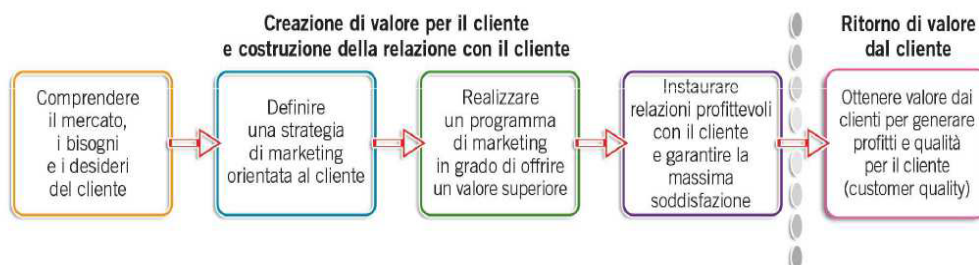 Creazione di valore per il cliente
e costruzione della relazione con il cliente
Ritorno di valore
dal cliente
Comprendere
il mercato,
i bisogni
e i desideri
del cliente
Definire
una strategia
di marketing
orientata al cliente
Realizzare
un programma
di marketing
in grado di offrire
un valore superiore
Instaurare
relazioni profittevoli
con il cliente
e garantire la
massima
soddisfazione
Ottenere valore dai
clienti per generare
profitti e qualità
per il cliente
(customer quality)